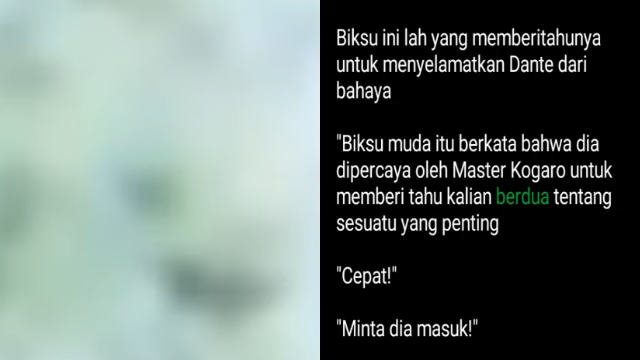 Biksu ini lah yang memberitahunya
untuk menyelamatkan Dante dari
bahaya
"Biksu muda itu berkata bahwa dia
dipercaya oleh Master Kogaro untuk
memberi tahu kalian berdua tentang
sesuatu yang penting
"Cepat!"
"Minta dia masuk!"